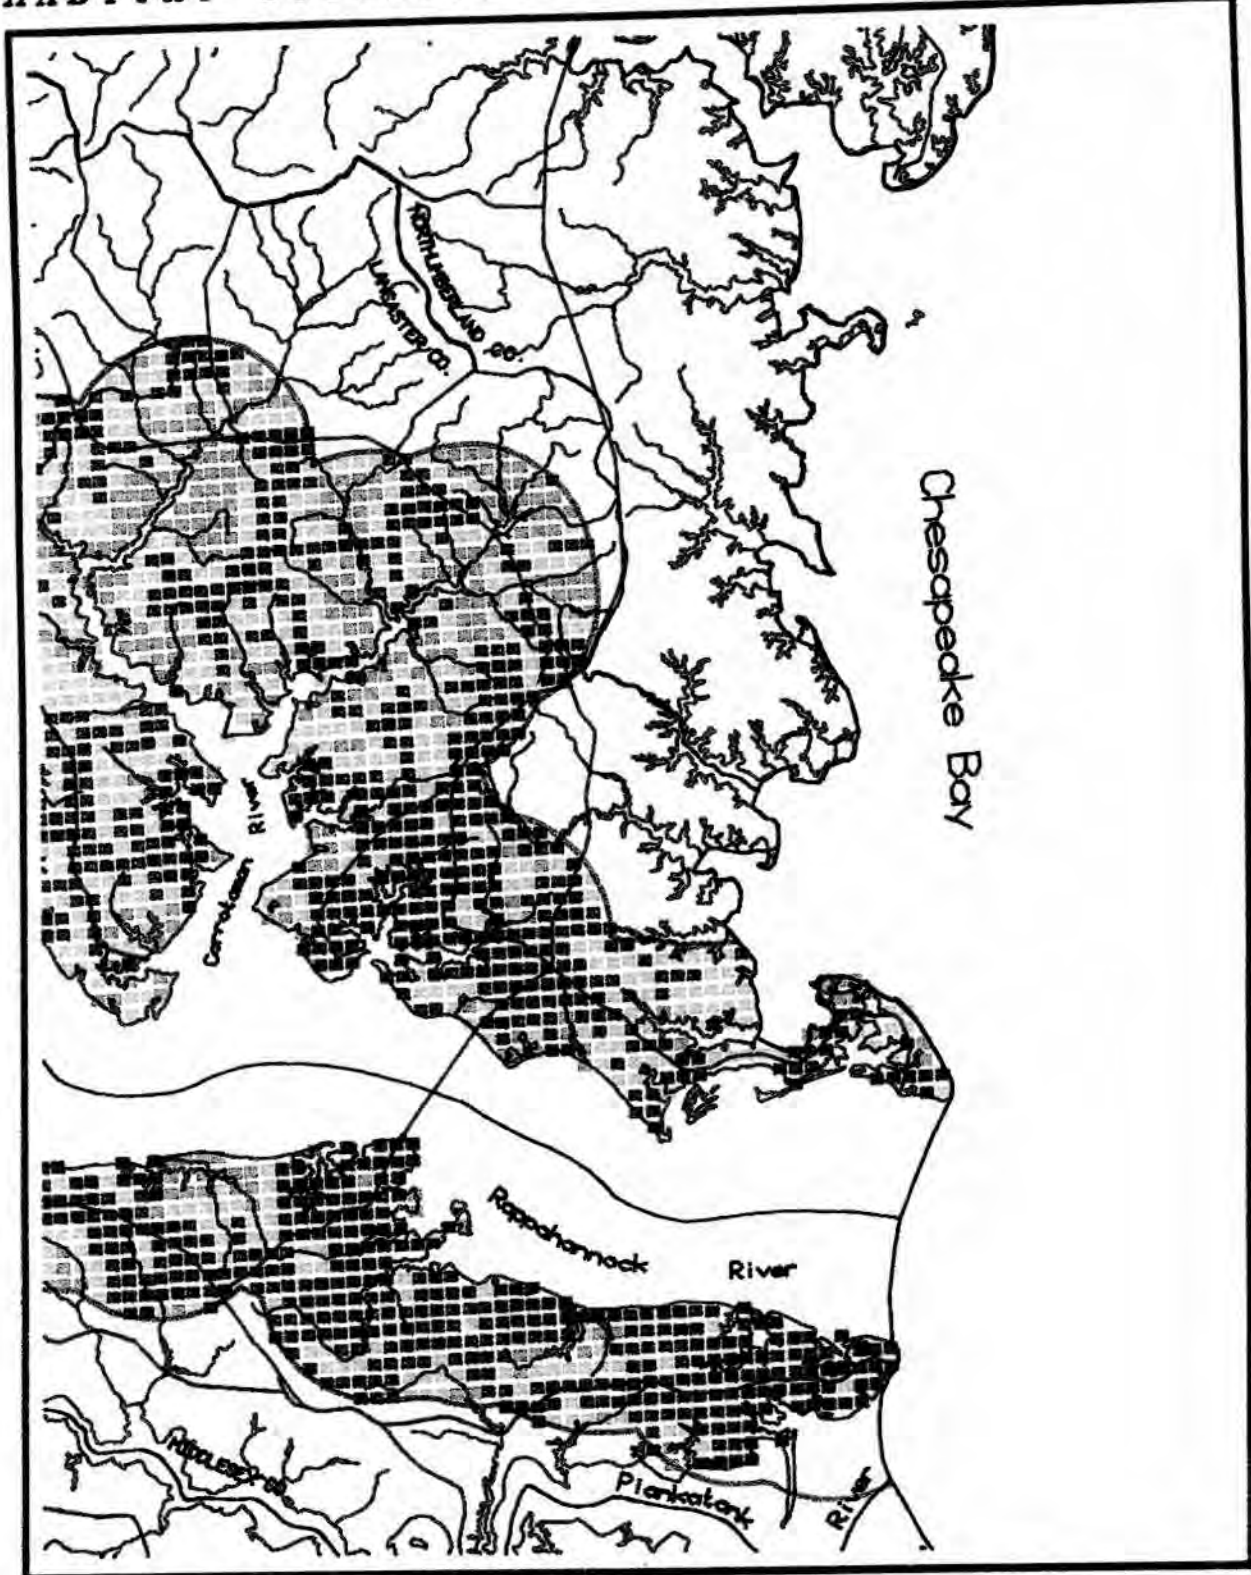 NORTHUMBERLAND CO.
LANCASTER CO.
Chesapeake Bay
River
Corrotoman
Rappahannock River
MIDDLESEX CO.
Piankatank
River